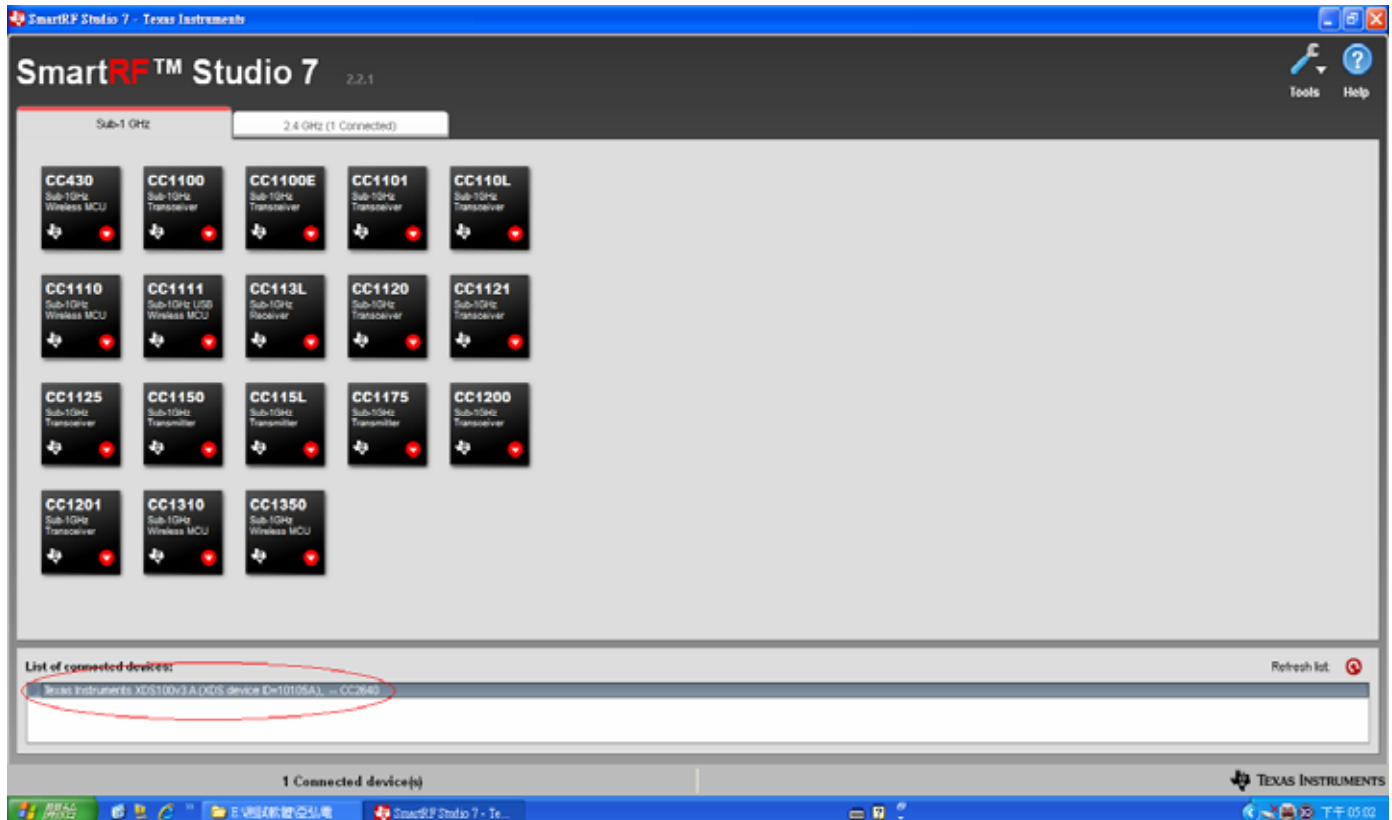 SmartRF Studio 7 - Texas Instruments
SmartRF™ Studio 7 2.2.1
Tools Help
Sub-1 GHz
2.4 GHz (1 Connected)
CC430
Sub-1GHz
Wireless MCU
CC1100
Sub-1GHz
Transceiver
CC1100E
Sub-1GHz
Transceiver
CC1101
Sub-1GHz
Transceiver
CC110L
Sub-1GHz
Transceiver
CC1110
Sub-1GHz
Wireless MCU
CC1111
Sub-1GHz USB
Wireless MCU
CC113L
Sub-1GHz
Receiver
CC1120
Sub-1GHz
Transceiver
CC1121
Sub-1GHz
Transceiver
CC1125
Sub-1GHz
Transceiver
CC1150
Sub-1GHz
Transmitter
CC115L
Sub-1GHz
Transmitter
CC1175
Sub-1GHz
Transmitter
CC1200
Sub-1GHz
Transceiver
CC1201
Sub-1GHz
Transceiver
CC1310
Sub-1GHz
Wireless MCU
CC1350
Sub-1GHz
Wireless MCU
List of connected devices:
Refresh list:
Texas Instruments XDS100v3 A (XDS device ID=10105A), -- CC2640
1 Connected device(s)
TEXAS INSTRUMENTS
開始
SmartRF Studio 7 - Te...
下午 05:02